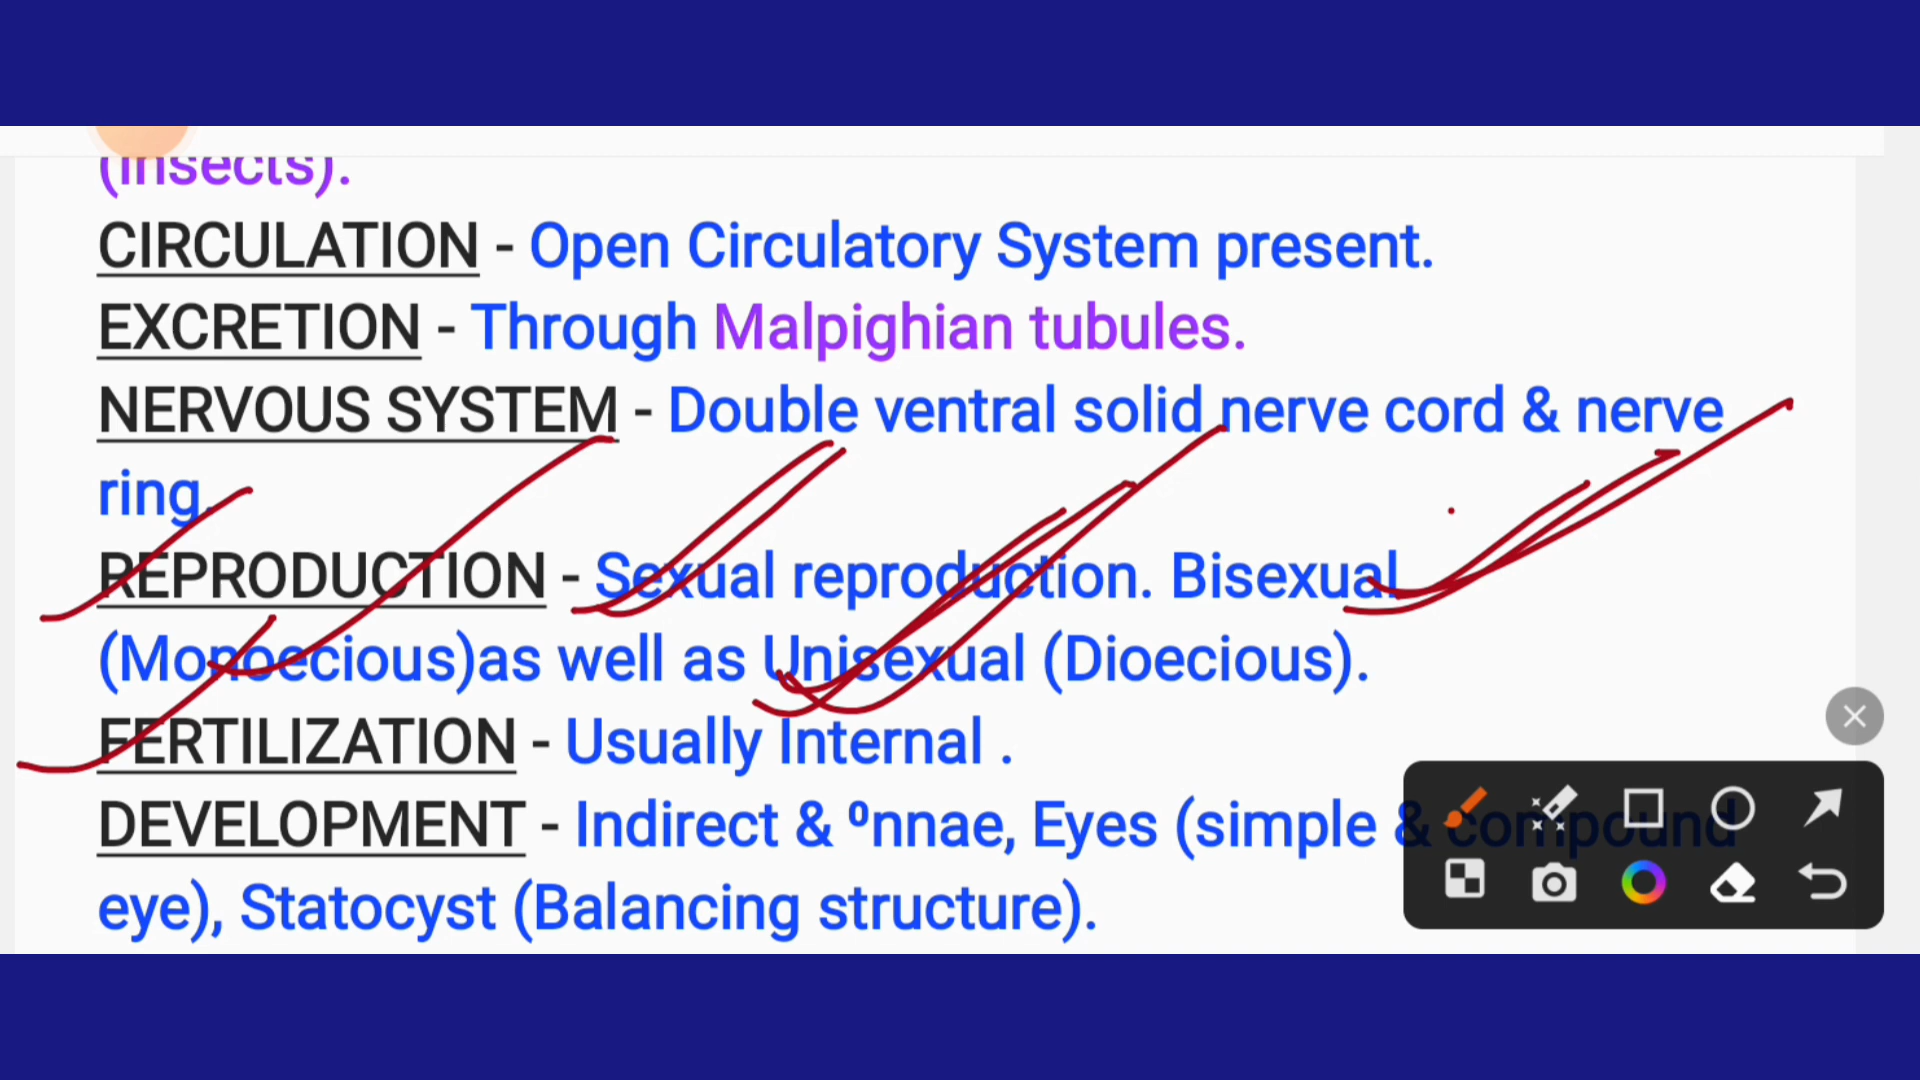 (Insects).
CIRCULATION - Open Circulatory System present.
EXCRETION - Through Malpighian tubules.
NERVOUS SYSTEM - Double ventral solid nerve cord & nerve
ring.
REPRODUCTION - Sexual reproduction. Bisexual
(Monoecious)as well as Unisexual (Dioecious).
FERTILIZATION - Usually Internal .
DEVELOPMENT - Indirect & ⁰nnae, Eyes (simple & compound
eye), Statocyst (Balancing structure).